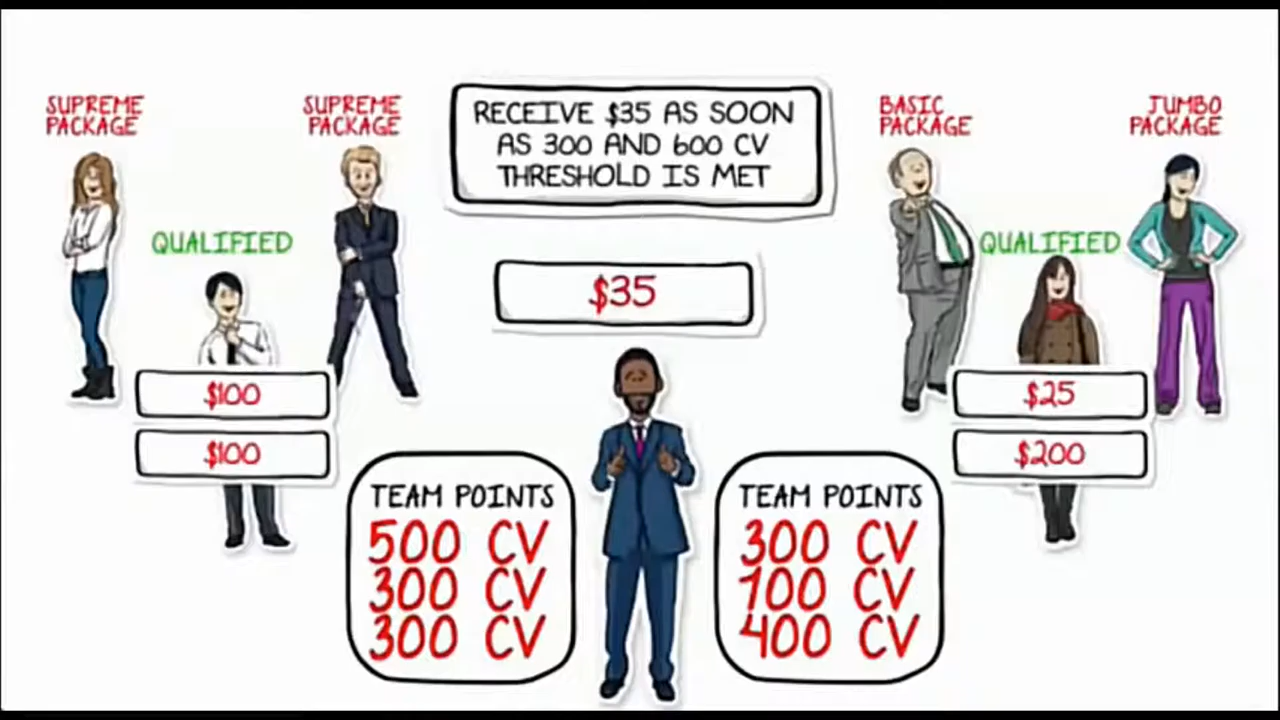 SUPREME
PACKAGE
SUPREME
PACKAGE
RECEIVE $35 AS SOON
AS 300 AND 600 CV
THRESHOLD IS MET
BASIC
PACKAGE
JUMBO
PACKAGE
QUALIFIED
QUALIFIED
$35
$100
$100
$25
$200
TEAM POINTS
500 CV
300 CV
300 CV
TEAM POINTS
300 CV
100 CV
400 CV